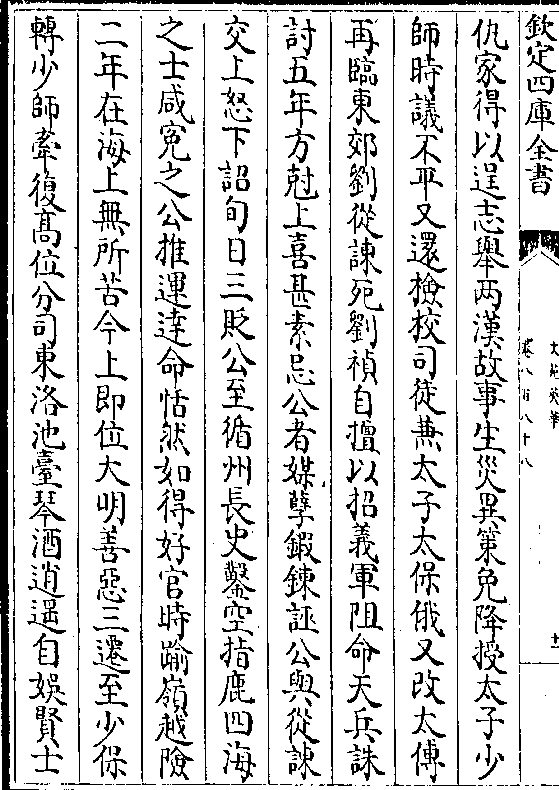 欽定四庫全書
文苑英華
卷八百八十八
十一
仇家得以逞志舉兩漢故事生災異策免降授太子少
師時議不平又還檢校司徒兼太子太保俄又改太傅
再臨東郊劉從諫死劉禎自擅以招義軍阻命天兵誅
討五年方尅上喜甚素忌公者媒孽鍛鍊誣公與從諫
交上怒下詔旬日三貶公至循州長史鑿空指鹿四海
之士咸寃之公推運達命恬然如得好官時踰嶺越險
二年在海上無所苦今上即位大明善惡三遷至少保
轉少師牽復髙位分司東洛池臺琴酒逍遥自娛賢士